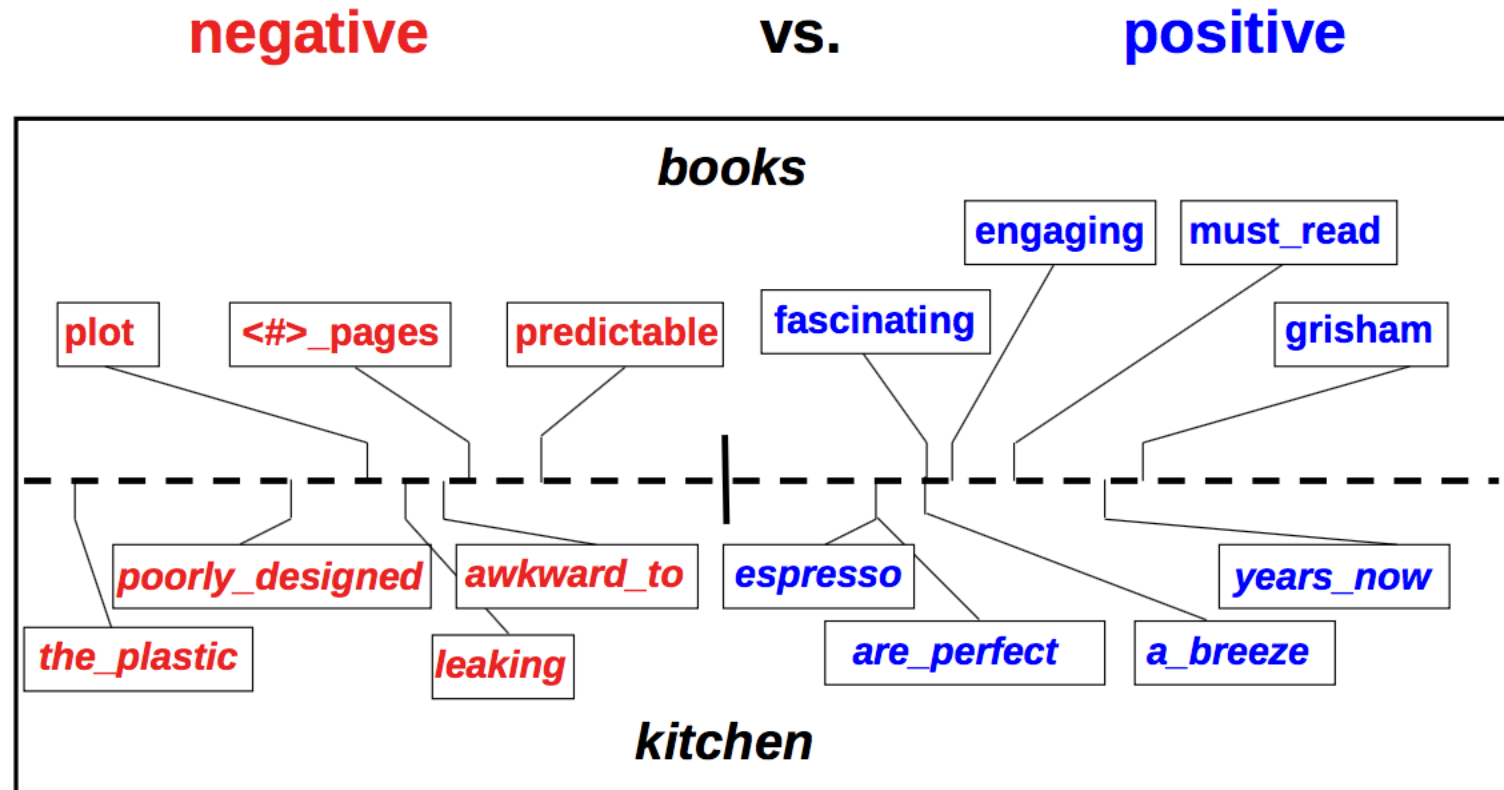 negative vs. positive
books
engaging must_read
plot <#>_pages predictable fascinating grisham
poorly_designed awkward_to espresso years_now
the_plastic leaking are_perfect a_breeze
kitchen